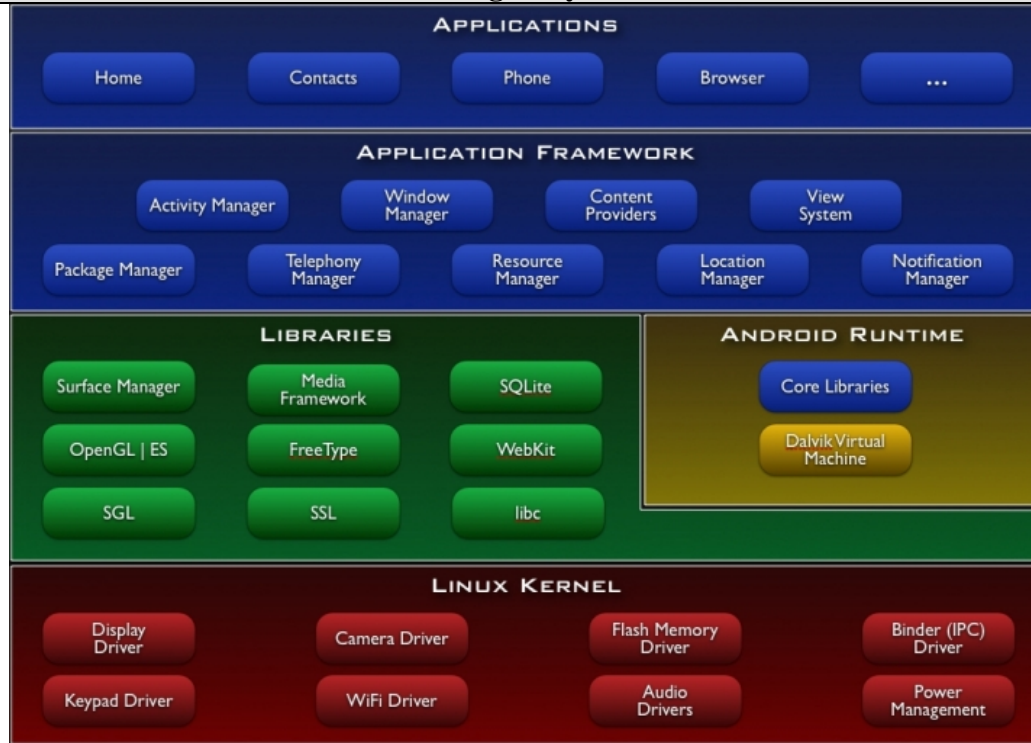 APPLICATIONS
Home
Contacts
Phone
Browser
...
APPLICATION FRAMEWORK
Activity Manager
Window
Manager
Content
Providers
View
System
Package Manager
Telephony
Manager
Resource
Manager
Location
Manager
Notification
Manager
LIBRARIES
Surface Manager
Media
Framework
SQLite
OpenGL | ES
FreeType
WebKit
SGL
SSL
libc
ANDROID RUNTIME
Core Libraries
Dalvik Virtual
Machine
LINUX KERNEL
Display
Driver
Camera Driver
Flash Memory
Driver
Binder (IPC)
Driver
Keypad Driver
WiFi Driver
Audio
Drivers
Power
Management